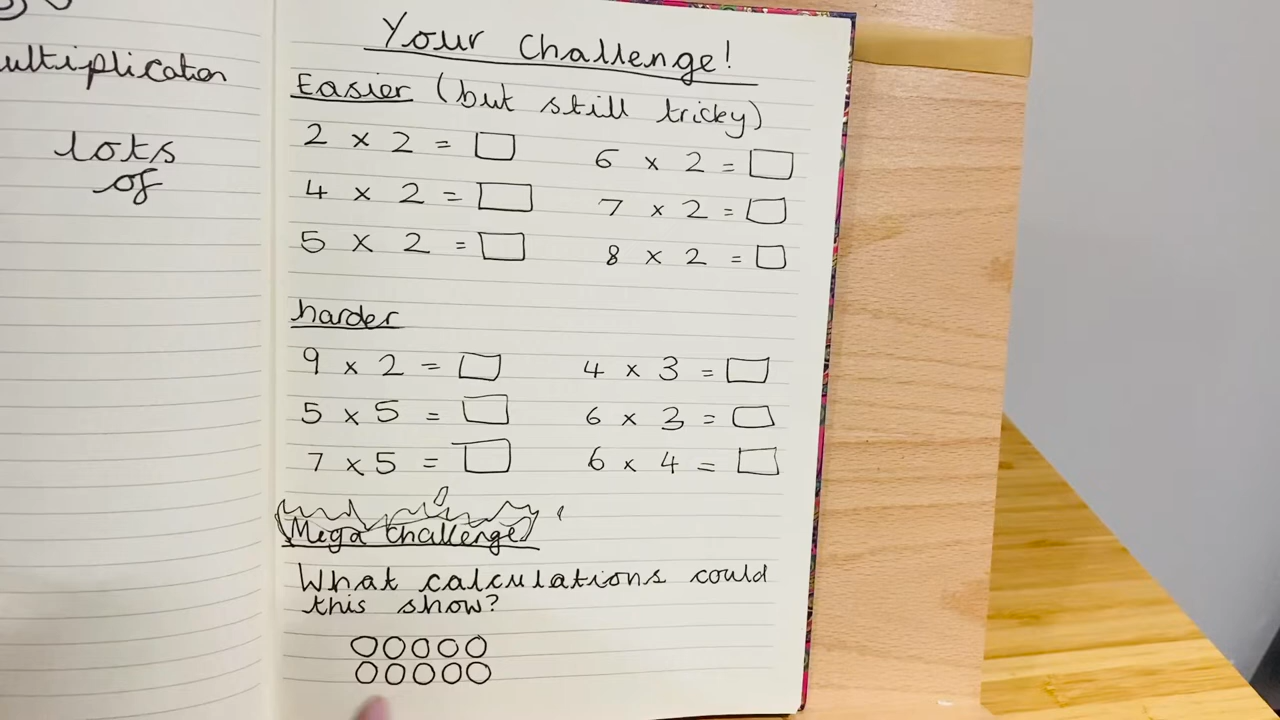 ultiplication
lots
of
Your Challenge!
Easier (but still tricky)
2 x 2 = □
4 x 2 = □
5 x 2 = □
6 x 2 = □
7 x 2 = □
8 x 2 = □
harder
9 x 2 = □
5 x 5 = □
7 x 5 = □
4 x 3 = □
6 x 3 = □
6 x 4 = □
Mega Challenge
What calculations could
this show?